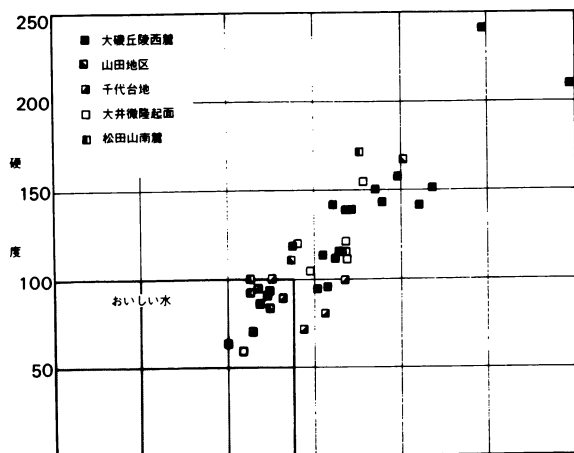 250
200
150
100
50
硬
度
大磯丘陵西麓
山田地区
千代台地
大井微隆起面
松田山南麓
おいしい水